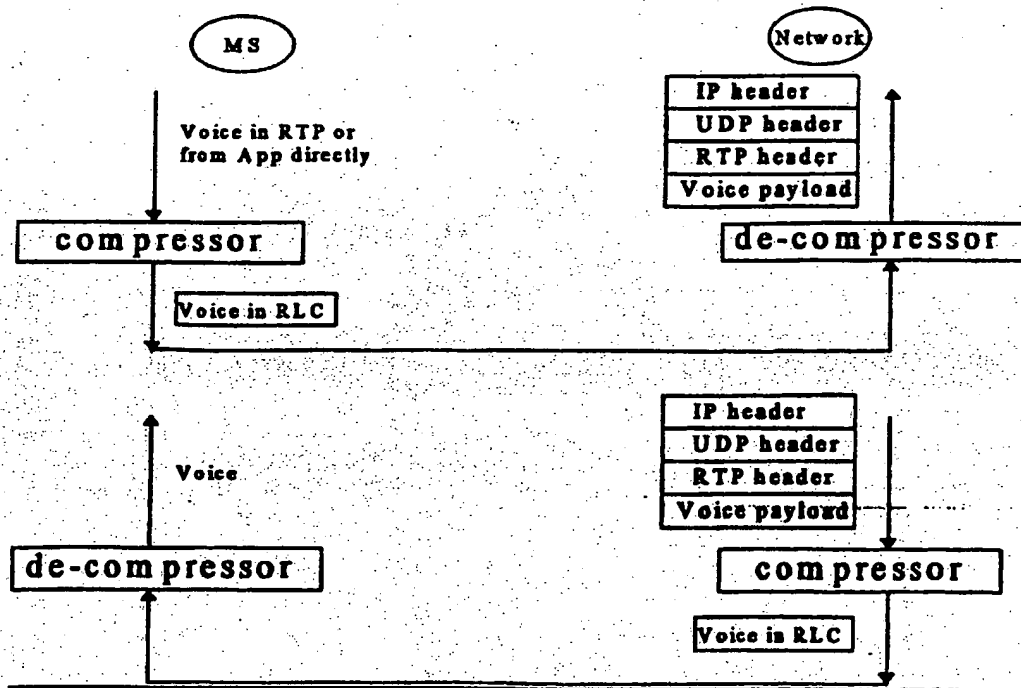 MS
Network
IP header
UDP header
RTP header
Voice payload
Voice in RTP or
from App directly
compressor
de-compressor
Voice in RLC
IP header
UDP header
RTP header
Voice payload
Voice
de-compressor
compressor
Voice in RLC